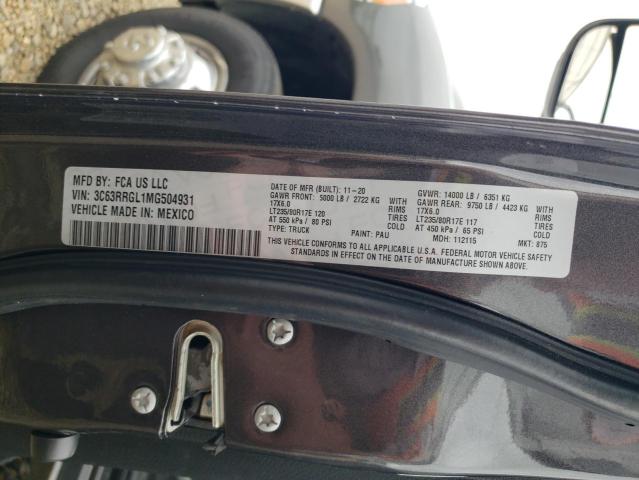 MFD BY: FCA US LLC
VIN: 3C63RRGL1MG504931
VEHICLE MADE IN: MEXICO
DATE OF MFR (BUILT): 11-20
GAWR FRONT: 5000 LB / 2722 KG WITH
17X6.0 TIRES
LT235/80R17E 120 RIMS
AT 550 kPa / 80 PSI COLD
TYPE: TRUCK PAINT: PAU
GVWR: 14000 LB / 6351 KG
GAWR REAR: 9750 LB / 4423 KG WITH
17X6.0 TIRES
LT235/80R17E 117 RIMS
AT 450 kPa / 65 PSI COLD
MDH: 112115 MKT: 875
THIS VEHICLE CONFORMS TO ALL APPLICABLE U.S.A. FEDERAL MOTOR VEHICLE SAFETY
STANDARDS IN EFFECT ON THE DATE OF MANUFACTURE SHOWN ABOVE.